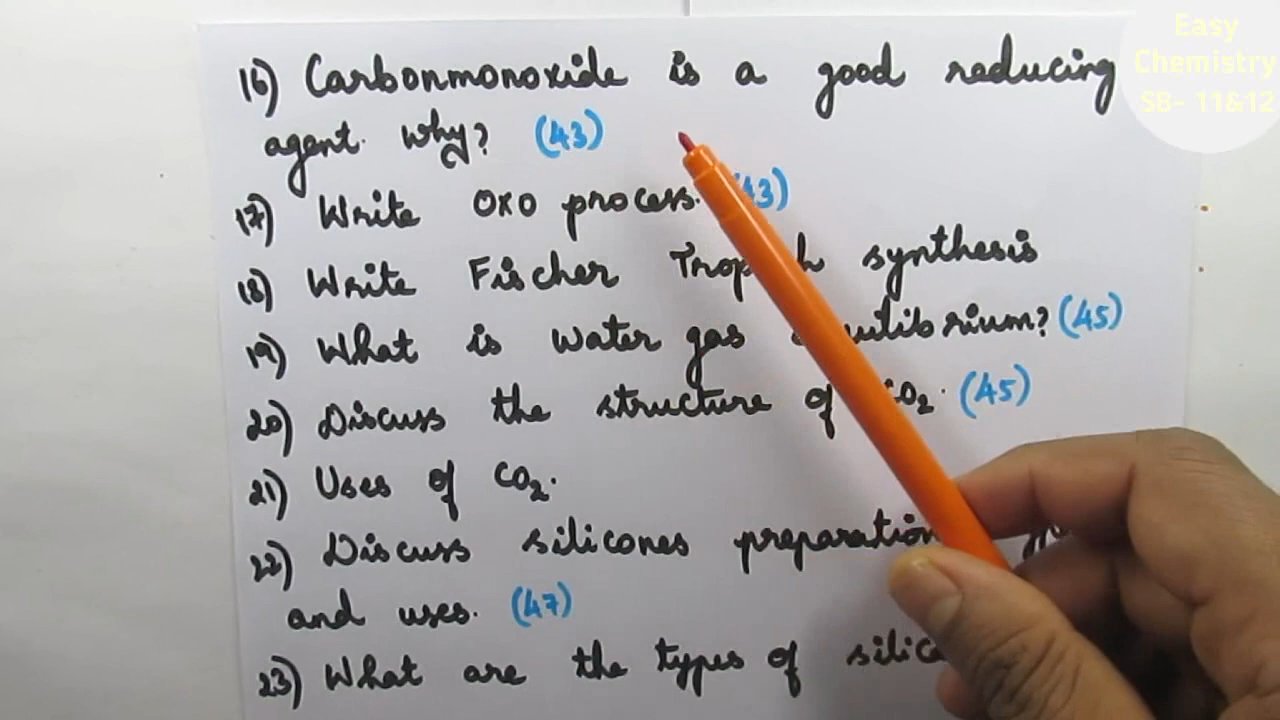 Easy
Chemistry
SB- 11&12
16) Carbonmonoxide is a good reducing
agent. Why? (43)
17) Write OXO process.
18) Write Fischer synthesis
19) What is water gas (45)
20) Discuss the structure of CO₂. (45)
21) Uses of CO₂.
22) Discuss silicones preparation
and uses. (47)
23) What are the types of